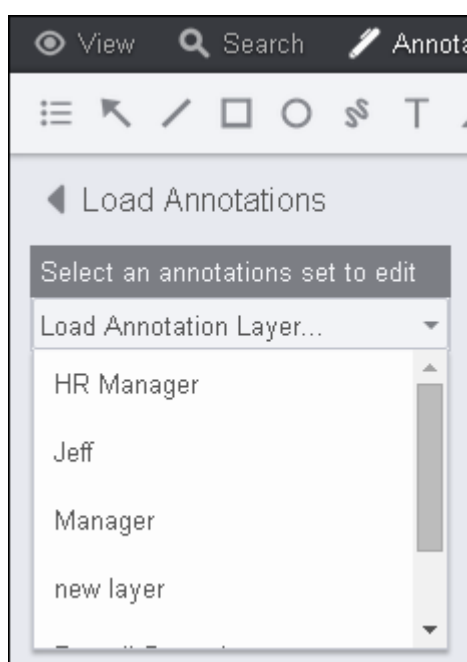 View Search Annota
T
Load Annotations
Select an annotations set to edit
Load Annotation Layer...
HR Manager
Jeff
Manager
new layer